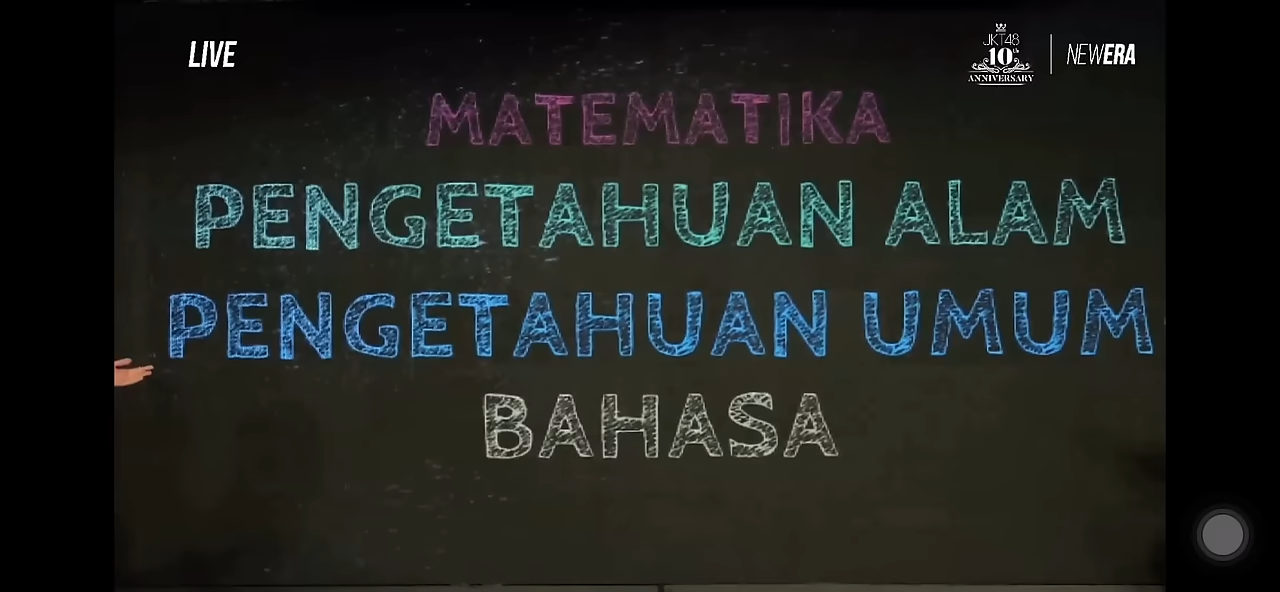 LIVE
JKT48
10th
ANNIVERSARY
NEWERA
MATEMATIKA
PENGETAHUAN ALAM
PENGETAHUAN UMUM
BAHASA